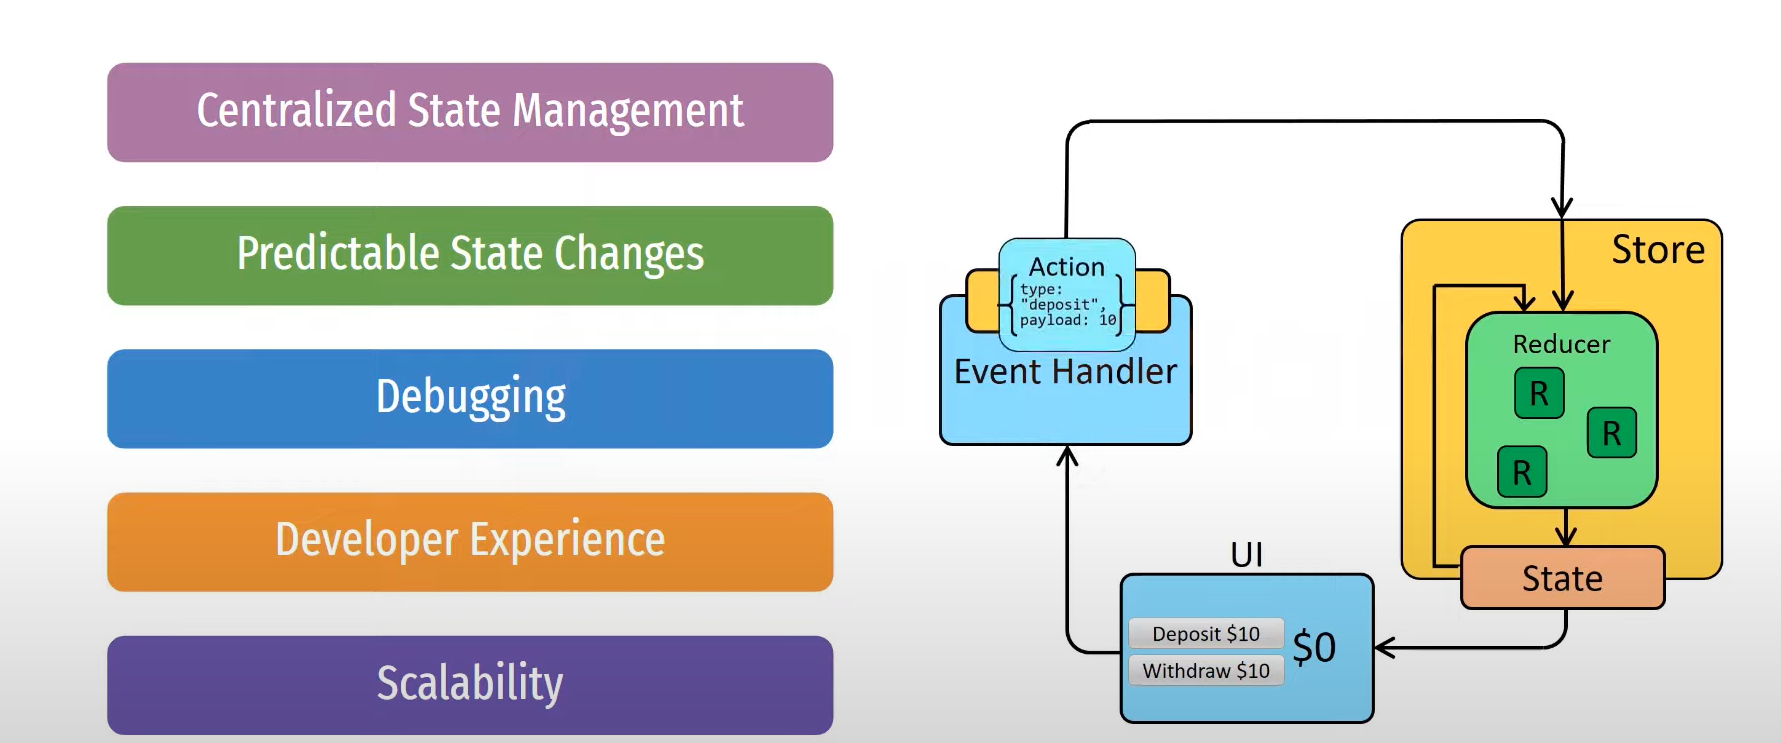 Centralized State Management
Predictable State Changes
Debugging
Developer Experience
Scalability
Action
type:
"deposit",
payload: 10
Event Handler
Store
Reducer
R
R
R
State
UI
Deposit $10
Withdraw $10
$0